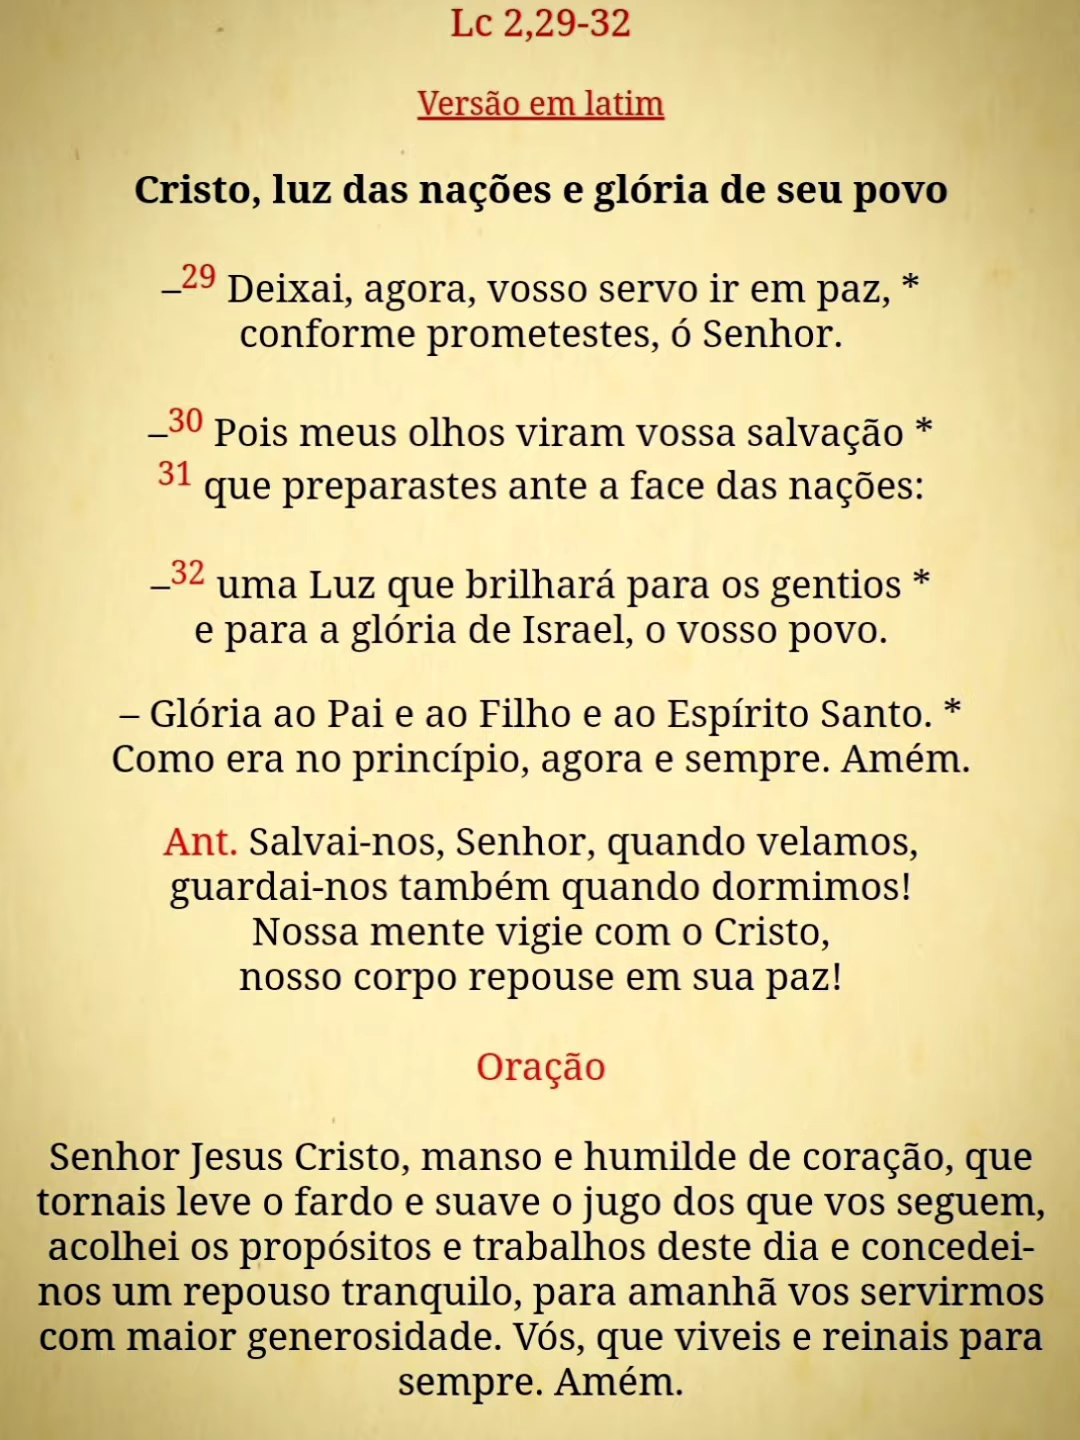 Lc 2,29-32
Versão em latim
Cristo, luz das nações e glória de seu povo
–29 Deixai, agora, vosso servo ir em paz, *
conforme prometestes, ó Senhor.
–30 Pois meus olhos viram vossa salvação *
31 que preparastes ante a face das nações:
–32 uma Luz que brilhará para os gentios *
e para a glória de Israel, o vosso povo.
– Glória ao Pai e ao Filho e ao Espírito Santo. *
Como era no princípio, agora e sempre. Amém.
Ant. Salvai-nos, Senhor, quando velamos,
guardai-nos também quando dormimos!
Nossa mente vigie com o Cristo,
nosso corpo repouse em sua paz!
Oração
Senhor Jesus Cristo, manso e humilde de coração, que
tornais leve o fardo e suave o jugo dos que vos seguem,
acolhei os propósitos e trabalhos deste dia e concedei-
nos um repouso tranquilo, para amanhã vos servirmos
com maior generosidade. Vós, que viveis e reinais para
sempre. Amém.